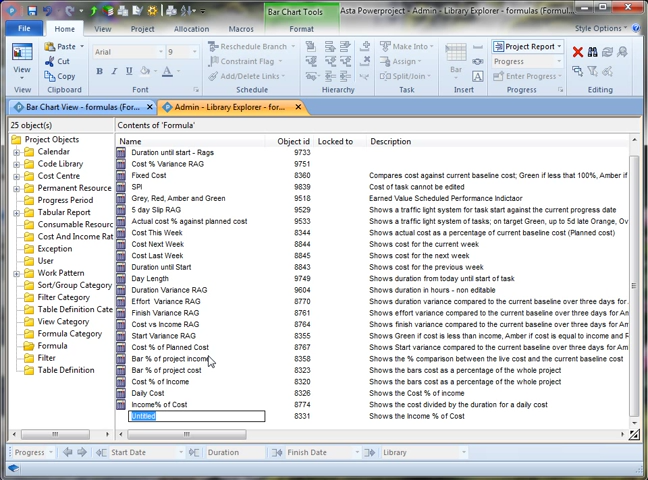 Bar Chart Tools
Asta Powerproject - Admin - Library Explorer - formulas (Formul...
File Home Project Allocation Macros Format Style Options
View
Paste
Cut
Copy
Arial 9
B I U
Reschedule Branch
Constraint Flag
Add/Delete Links
Make Into
Assign
Split/Join
Bar
Project Report
Progress
View Clipboard Font Schedule Hierarchy Task Insert Progress Editing
Bar Chart View - formulas (For... Admin - Library Explorer - for...
25 object(s) Contents of 'Formula'
Project Objects
Calendar
Code Library
Cost Centre
Permanent Resource
Progress Period
Tabular Report
Consumable Resour
Cost And Income Rat
Exception
User
Work Pattern
Sort/Group Category
Filter Category
Table Definition Cate
View Category
Formula Category
Formula
Filter
Table Definition
Name Object id Locked to Description
Duration until start - Rags 9733
Cost % Variance RAG 9751
Fixed Cost 8360 Compares cost against current baseline cost; Green if less that 100%, Amber if
SPI 9839 Cost of task cannot be edited
Grey, Red, Amber and Green 9518 Earned Value Scheduled Performance Indictaor
5 day Slip RAG 9529 Shows a traffic light system for task start against the current progress date
Actual cost % against planned cost 9533 Shows a traffic light system of tasks; on target Green, up to 5d late Orange, Ov
Cost This Week 8344 Shows actual cost as a percentage of current baseline cost (Planned cost)
Cost Next Week 8844 Shows cost for the current week
Cost Last Week 8845 Shows cost for the next week
Duration until Start 8843 Shows cost for the previous week
Day Length 9749 Shows duration from today until start of task
Duration Variance RAG 9604 Shows duration in hours - non editable
Effort Variance RAG 8770 Shows duration variance compared to the current baseline over three days for
Finish Variance RAG 8761 Shows effort variance compared to the current baseline over three days for Am
Cost vs Income RAG 8764 Shows finish variance compared to the current baseline over three days for Am
Start Variance RAG 8355 Shows Green if cost is less than income, Amber if cost is equal to income and R
Cost % of Planned Cost 8767 Shows Start variance compared to the current baseline over three days for Am
Bar % of project income 8358 Shows the % comparison between the live cost and the current baseline cost
Bar % of project cost 8323 Shows the bars cost as a percentage of the whole project
Cost % of Income 8320 Shows the bars cost as a percentage of the whole project
Daily Cost 8326 Shows the Cost % of income
Income% of Cost 8774 Shows the cost divided by the duration for a daily cost
Untitled 8331 Shows the Income % of Cost
Progress Start Date Duration Finish Date Library